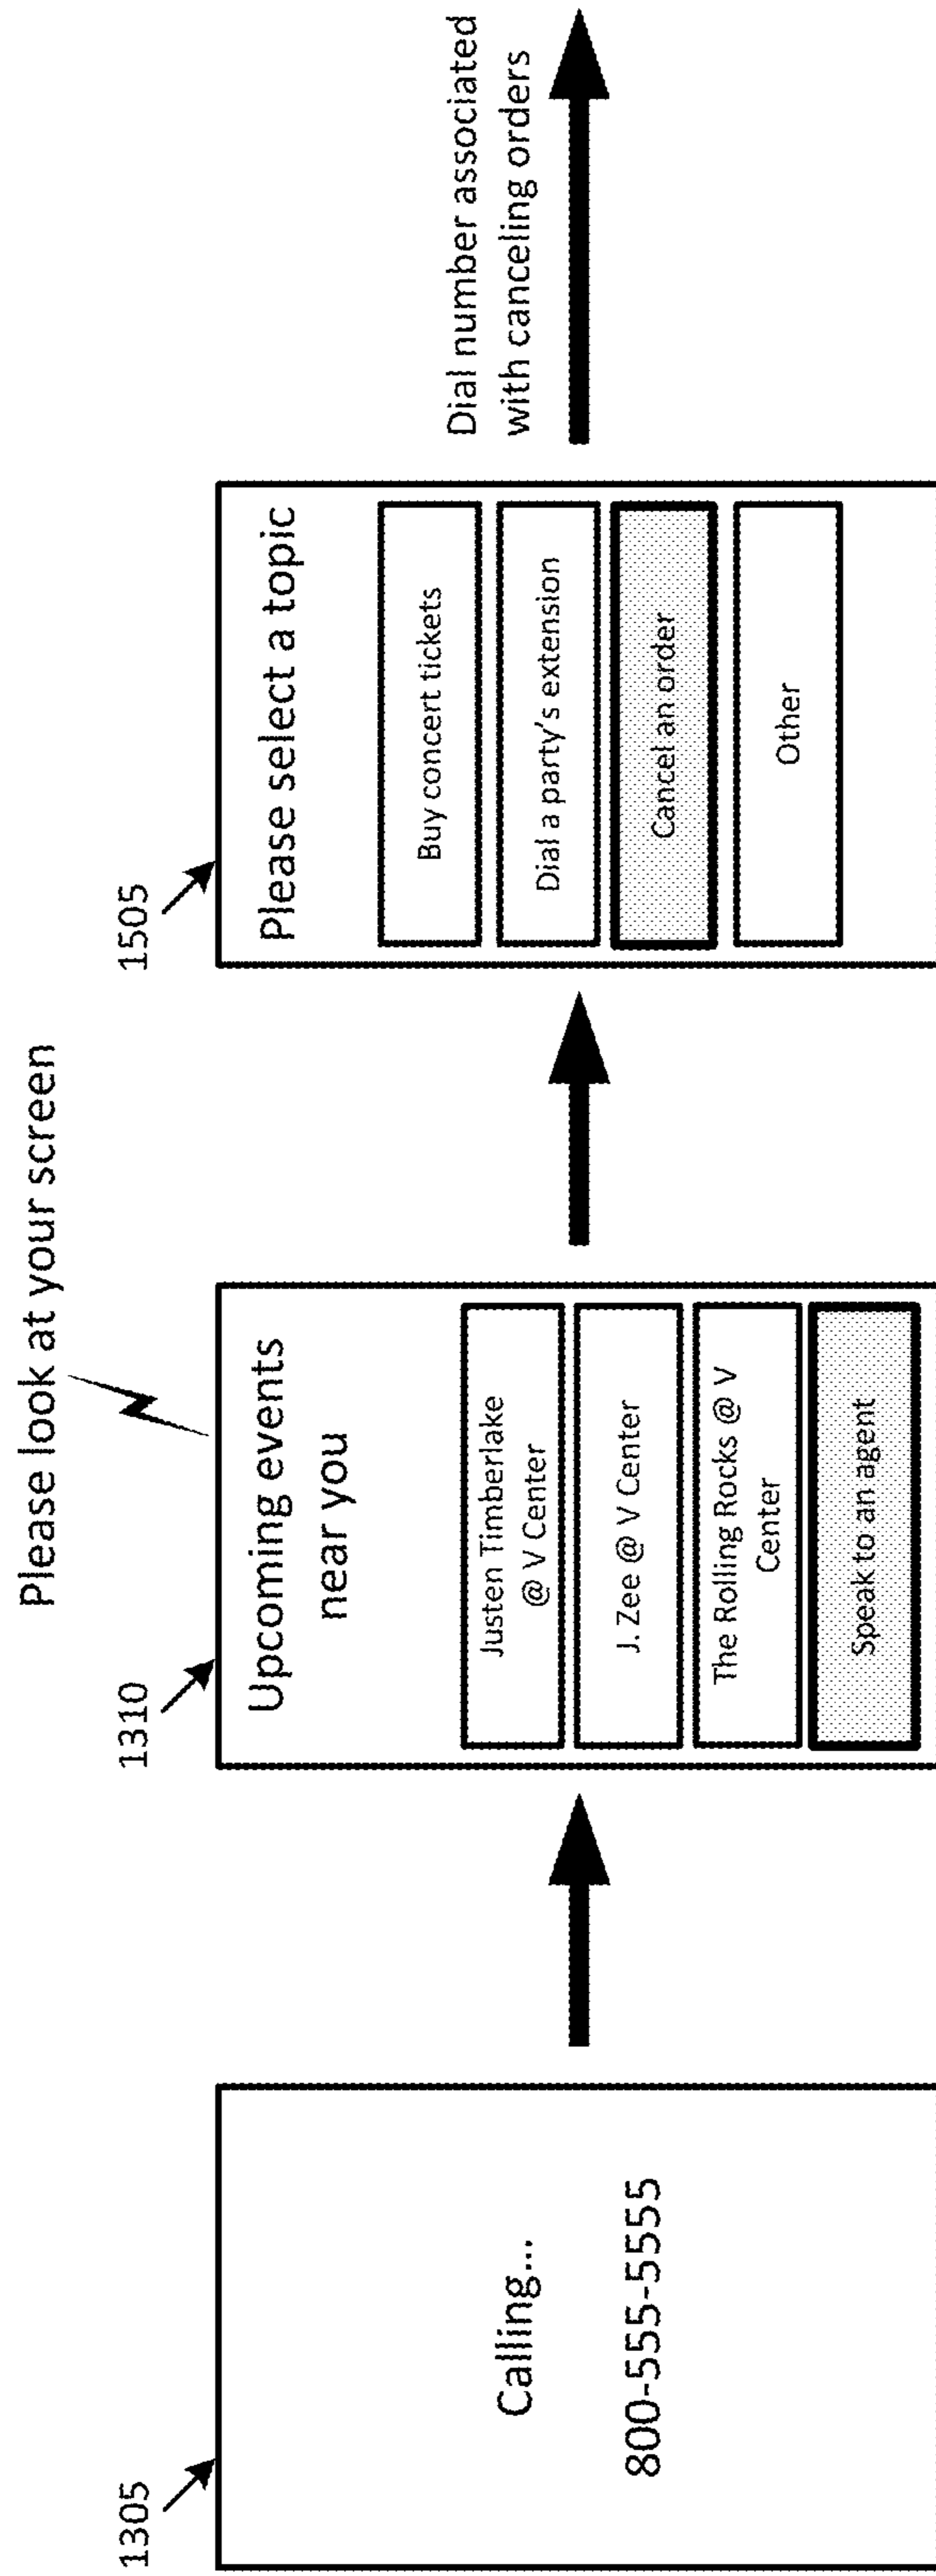 Please look at your screen
1305
Calling...
800-555-5555
1310
Upcoming events
near you
Justen Timberlake
@ V Center
J. Zee @ V Center
The Rolling Rocks @ V
Center
Speak to an agent
1505
Please select a topic
Buy concert tickets
Dial a party's extension
Cancel an order
Other
Dial number associated
with canceling orders